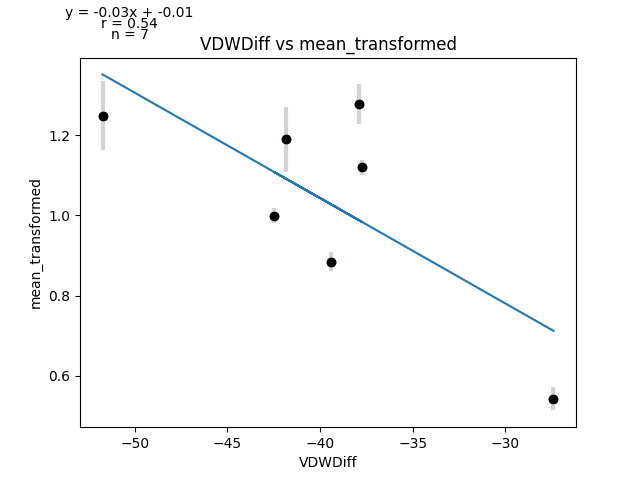 y = -0.03x + -0.01
r = 0.54
n = 7
VDWDiff vs mean_transformed
1.2
1.0
0.8
0.6
mean_transformed
−50 −45 −40 −35 −30
VDWDiff